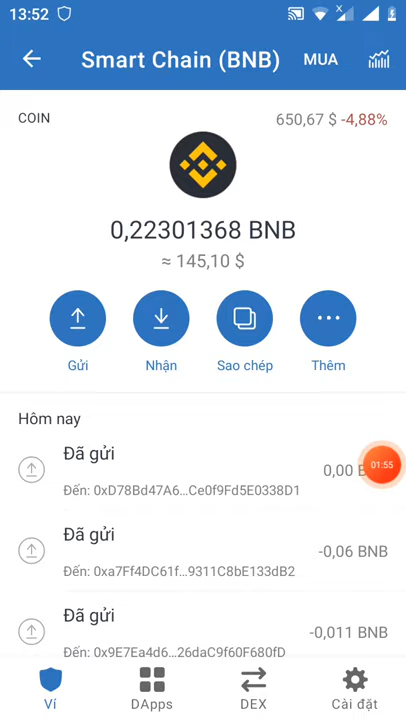 13:52
Smart Chain (BNB)
MUA
COIN
650,67 $ -4,88%
0,22301368 BNB
≈ 145,10 $
Gửi
Nhận
Sao chép
Thêm
Hôm nay
Đã gửi
0,00
01:55
Đến: 0xD78Bd47A6...Ce0f9Fd5E0338D1
Đã gửi
-0,06 BNB
Đến: 0xa7Ff4DC61f...9311C8bE133dB2
Đã gửi
-0,011 BNB
Đến: 0x9E7Ea4d6...26daC9f60F680fD
Ví
DApps
DEX
Cài đặt